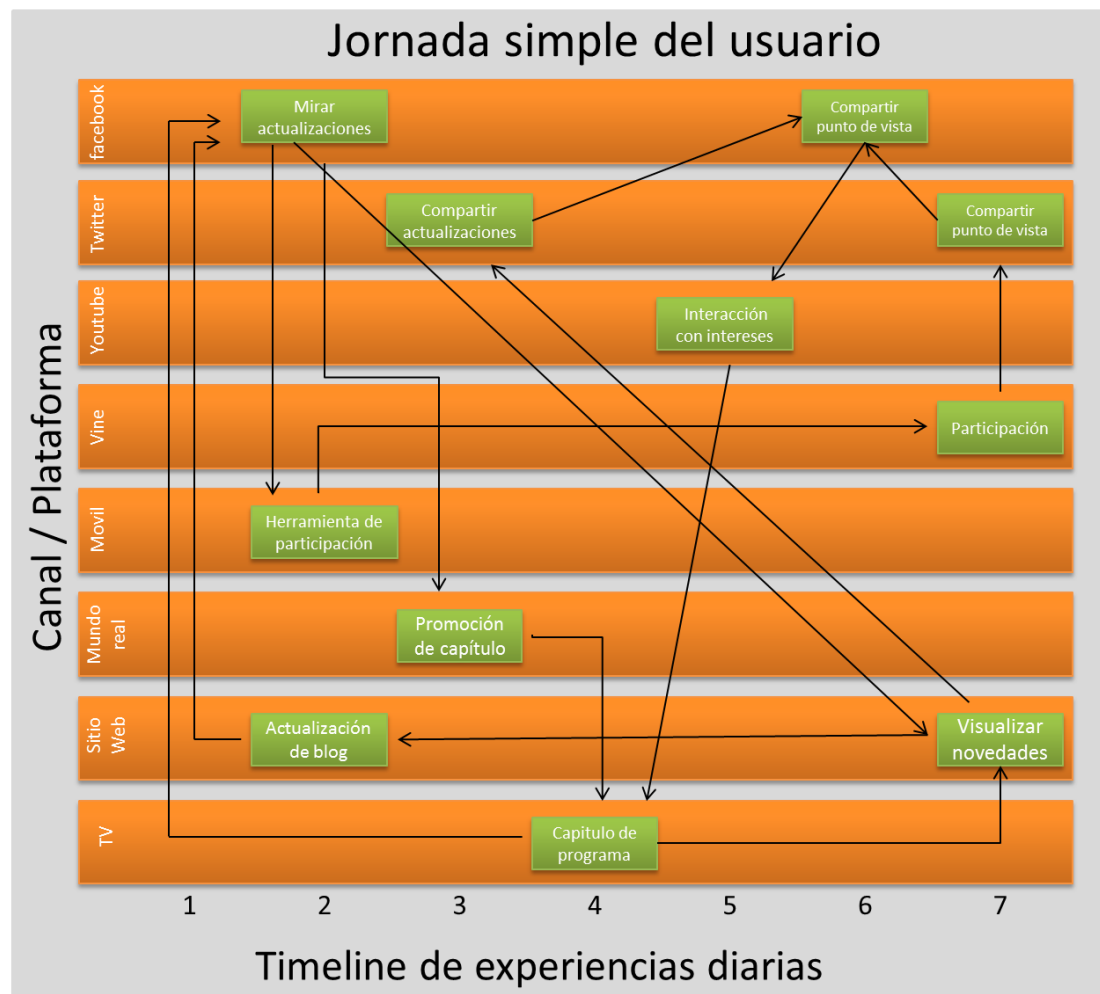 Jornada simple del usuario
Canal / Plataforma
facebook
Mirar
actualizaciones
Compartir
punto de vista
Twitter
Compartir
actualizaciones
Compartir
punto de vista
Youtube
Interacción
con intereses
Vine
Participación
Movil
Herramienta de
participación
Mundo
real
Promoción
de capítulo
Sitio
Web
Actualización
de blog
Visualizar
novedades
TV
Capitulo de
programa
1 2 3 4 5 6 7
Timeline de experiencias diarias